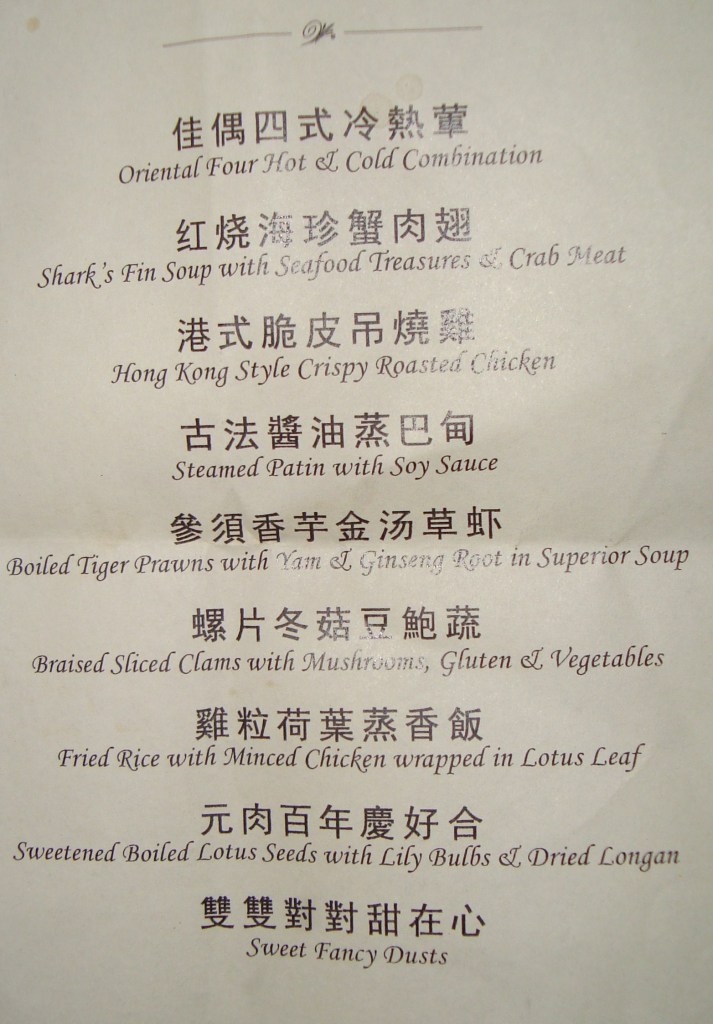 佳偶四式冷熱葷
Oriental Four Hot & Cold Combination
红烧海珍蟹肉翅
Shark's Fin Soup with Seafood Treasures & Crab Meat
港式脆皮吊燒雞
Hong Kong Style Crispy Roasted Chicken
古法醬油蒸巴甸
Steamed Patin with Soy Sauce
參須香芋金汤草虾
Boiled Tiger Prawns with Yam & Ginseng Root in Superior Soup
螺片冬菇豆鮑蔬
Braised Sliced Clams with Mushrooms, Gluten & Vegetables
雞粒荷葉蒸香飯
Fried Rice with Minced Chicken wrapped in Lotus Leaf
元肉百年慶好合
Sweetened Boiled Lotus Seeds with Lily Bulbs & Dried Longan
雙雙對對甜在心
Sweet Fancy Dusts